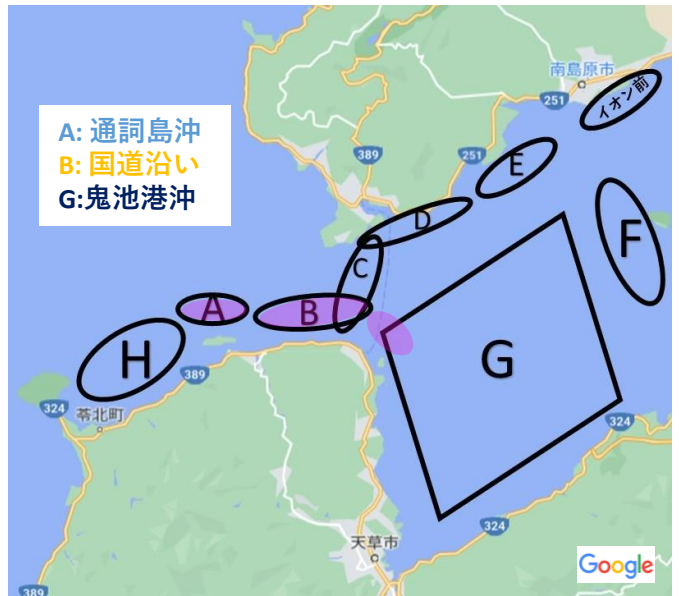 南島原市
251
イオン前
A: 通詞島沖
B: 国道沿い
G:鬼池港沖
389
251
E
D
F
C
A
B
H
G
389
324
苓北町
324
324
天草市
389
Google